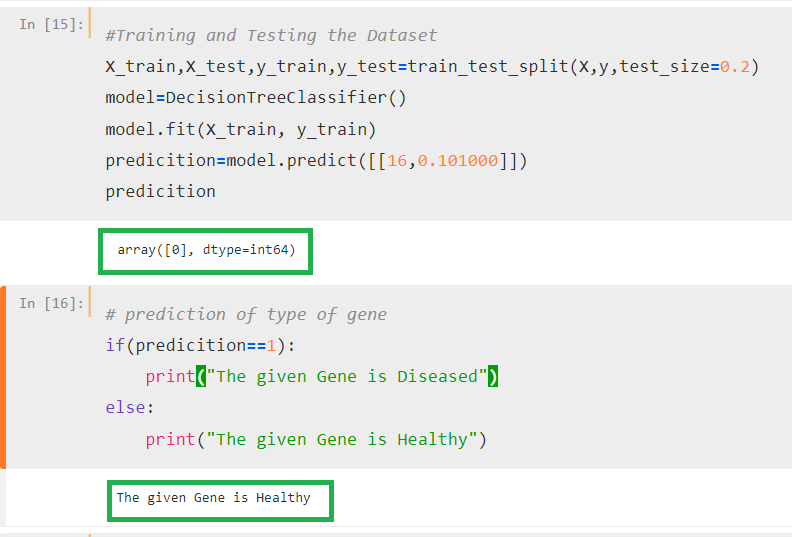 In [15]:
#Training and Testing the Dataset
X_train,X_test,y_train,y_test=train_test_split(X,y,test_size=0.2)
model=DecisionTreeClassifier()
model.fit(X_train, y_train)
predicition=model.predict([[16,0.101000]])
predicition
array([0], dtype=int64)
In [16]:
# prediction of type of gene
if(predicition==1):
    print("The given Gene is Diseased")
else:
    print("The given Gene is Healthy")
The given Gene is Healthy